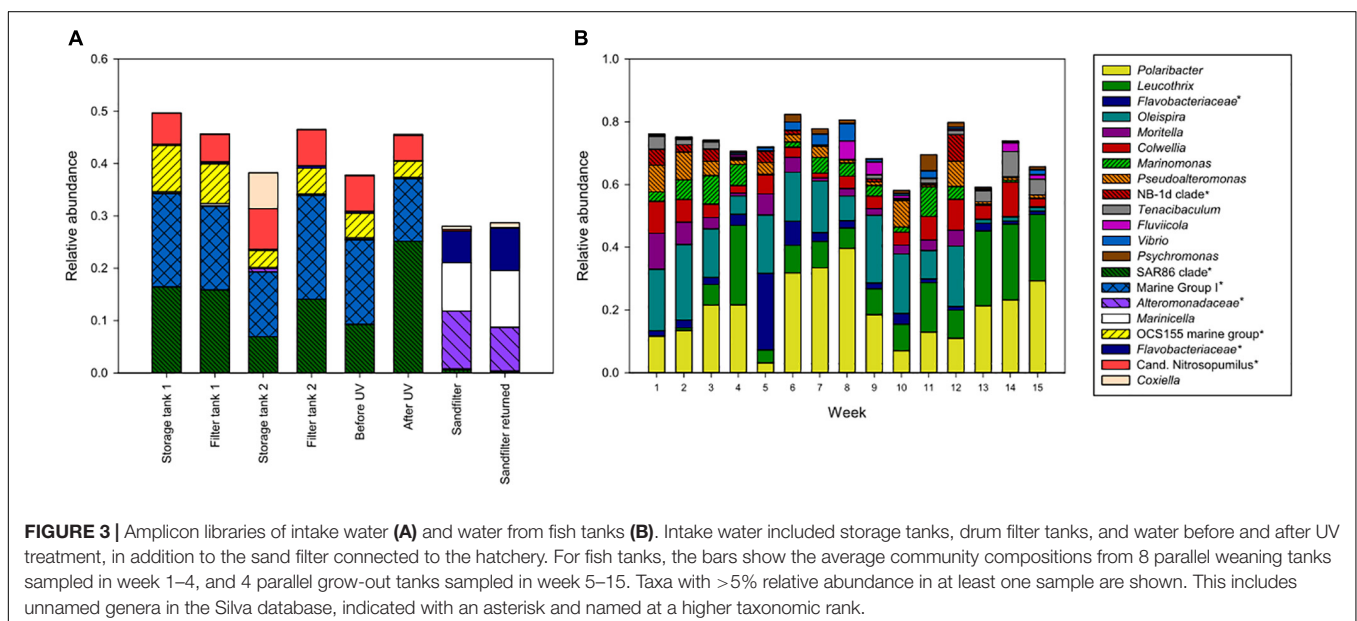 A
B
0.6
0.5
0.4
0.3
0.2
0.1
0.0
Relative abundance
Storage tank 1
Filter tank 1
Storage tank 2
Filter tank 2
Before UV
After UV
Sandfilter
Sandfilter returned
1.0
0.8
0.6
0.4
0.2
0.0
Relative abundance
1 2 3 4 5 6 7 8 9 10 11 12 13 14 15
Week
Polaribacter
Leucothrix
Flavobacteriaceae*
Oleispira
Moritella
Colwellia
Marinomonas
Pseudoalteromonas
NB-1d clade*
Tenacibaculum
Fluviicola
Vibrio
Psychromonas
SAR86 clade*
Marine Group I*
Alteromonadaceae*
Marinicella
OCS155 marine group*
Flavobacteriaceae*
Cand. Nitrosopumilus*
Coxiella
FIGURE 3 | Amplicon libraries of intake water (A) and water from fish tanks (B). Intake water included storage tanks, drum filter tanks, and water before and after UV
treatment, in addition to the sand filter connected to the hatchery. For fish tanks, the bars show the average community compositions from 8 parallel weaning tanks
sampled in week 1–4, and 4 parallel grow-out tanks sampled in week 5–15. Taxa with >5% relative abundance in at least one sample are shown. This includes
unnamed genera in the Silva database, indicated with an asterisk and named at a higher taxonomic rank.